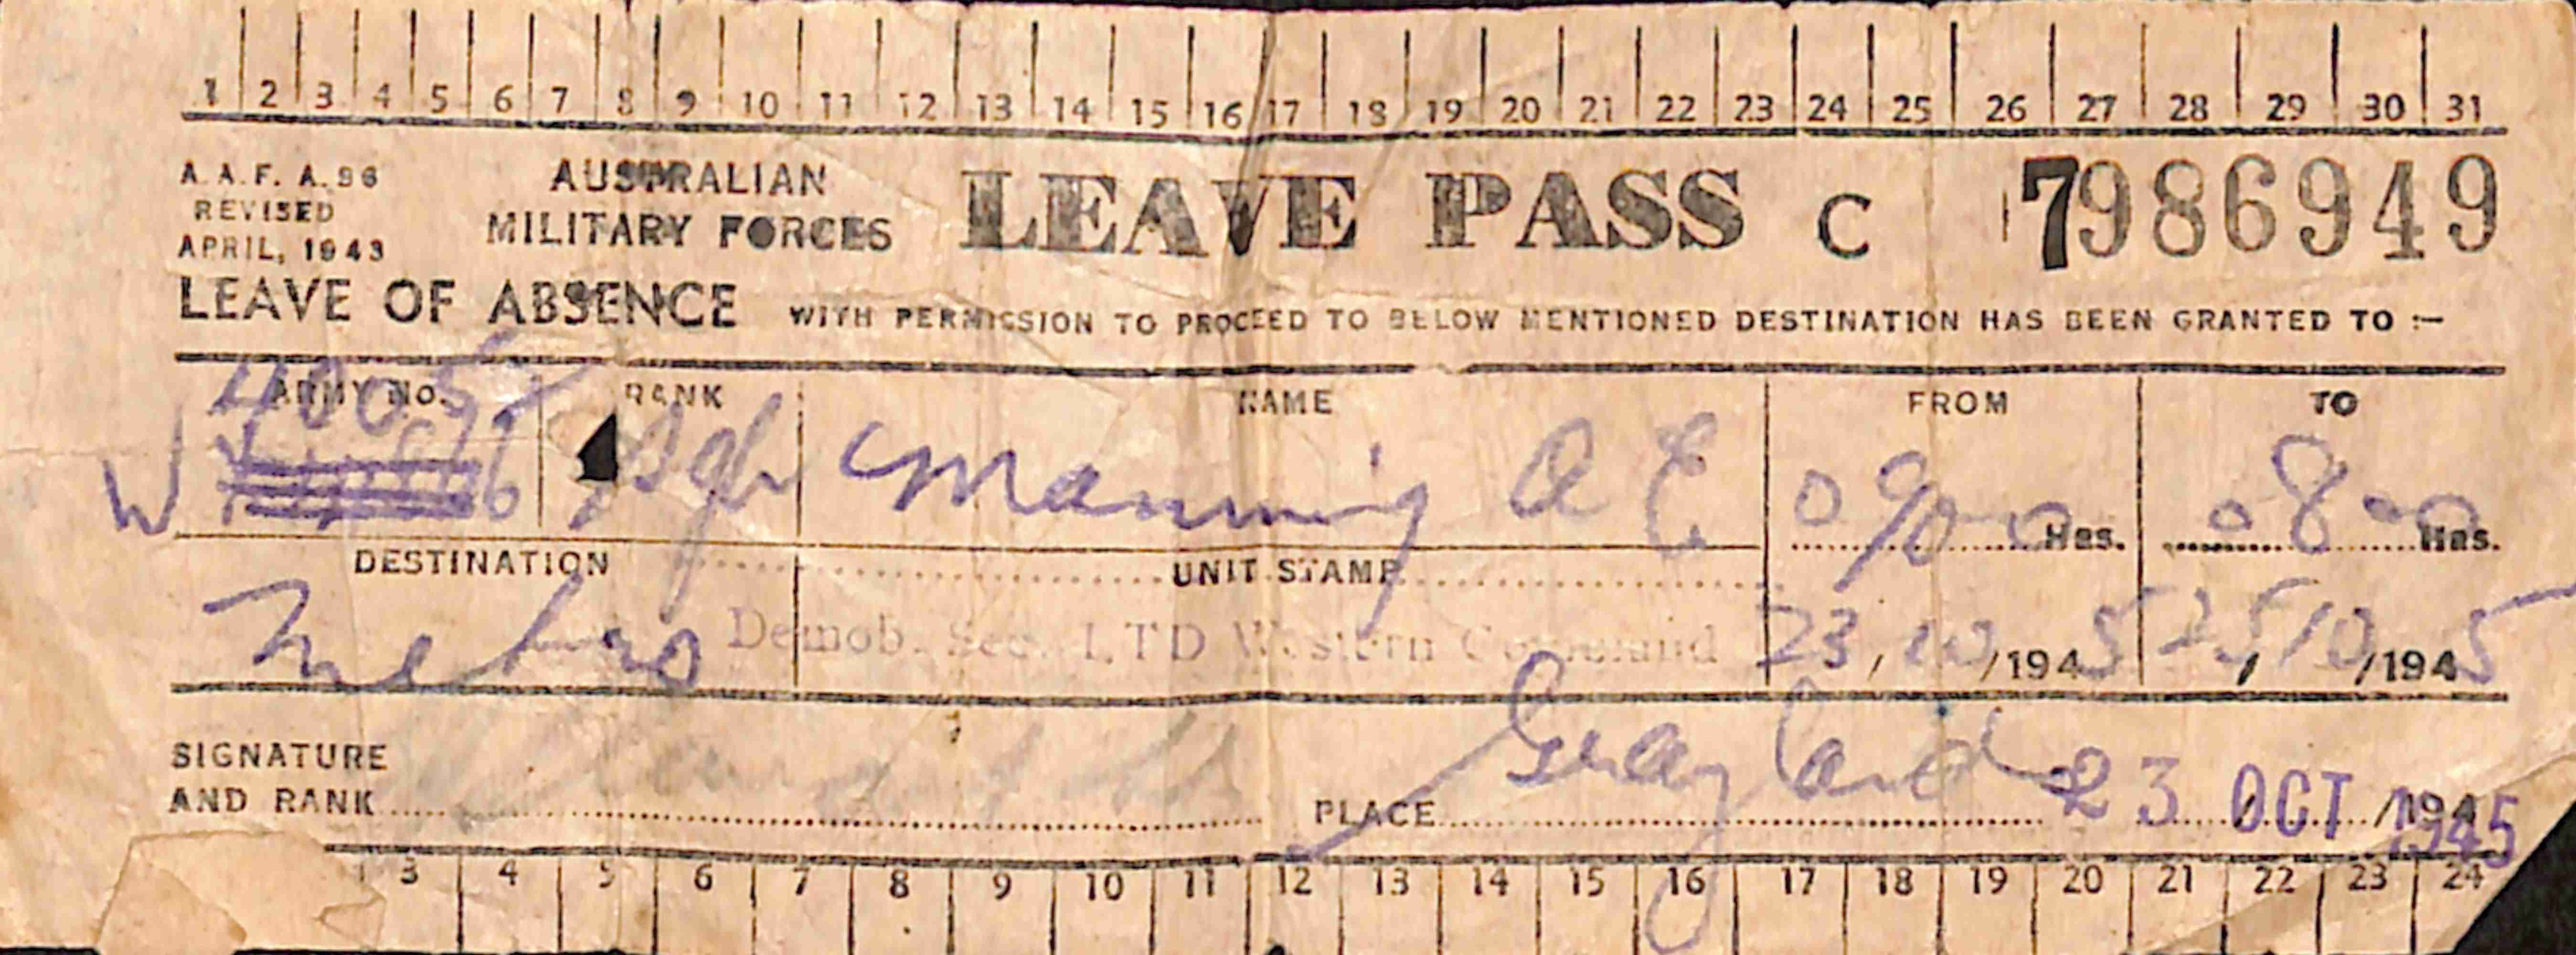 1 2 3 4 5 6 7 8 9 10 11 12 13 14 15 16 17 18 19 20 21 22 23 24 25 26 27 28 29 30 31
A.A.F. A.96
REVISED
APRIL, 1943
AUSTRALIAN
MILITARY FORCES
LEAVE PASS C 7986949
LEAVE OF ABSENCE WITH PERMISSION TO PROCEED TO BELOW MENTIONED DESTINATION HAS BEEN GRANTED TO :—
ARMY NO. RANK NAME FROM TO
W Manning A E 0900 HRS. 0800 HRS.
DESTINATION UNIT STAMP
Metro Demob. Sec. LTD Western Command 23/10/1945 25/10/1945
SIGNATURE
AND RANK
PLACE Graylands 23 OCT 1945 /194
3 4 5 6 7 8 9 10 11 12 13 14 15 16 17 18 19 20 21 22 23 24